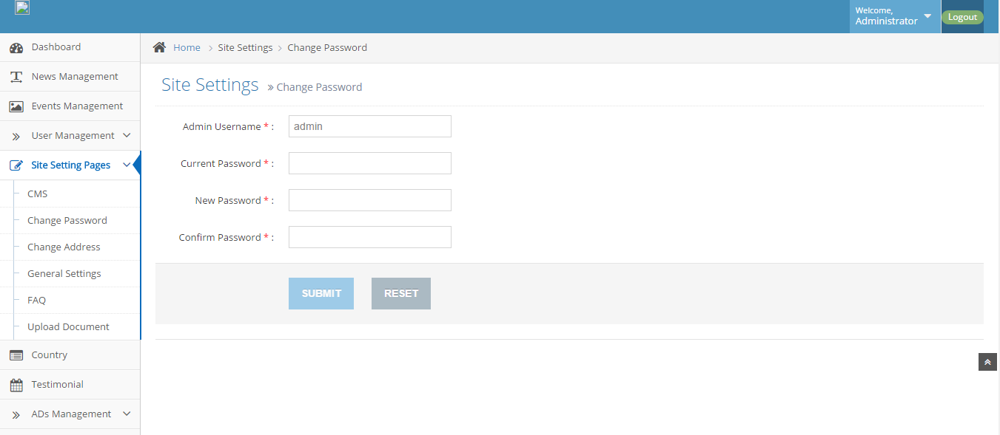 Welcome,
Administrator
Logout
Dashboard
News Management
Events Management
User Management
Site Setting Pages
CMS
Change Password
Change Address
General Settings
FAQ
Upload Document
Country
Testimonial
ADs Management
Home > Site Settings > Change Password
Site Settings » Change Password
Admin Username * : admin
Current Password * :
New Password * :
Confirm Password * :
SUBMIT RESET